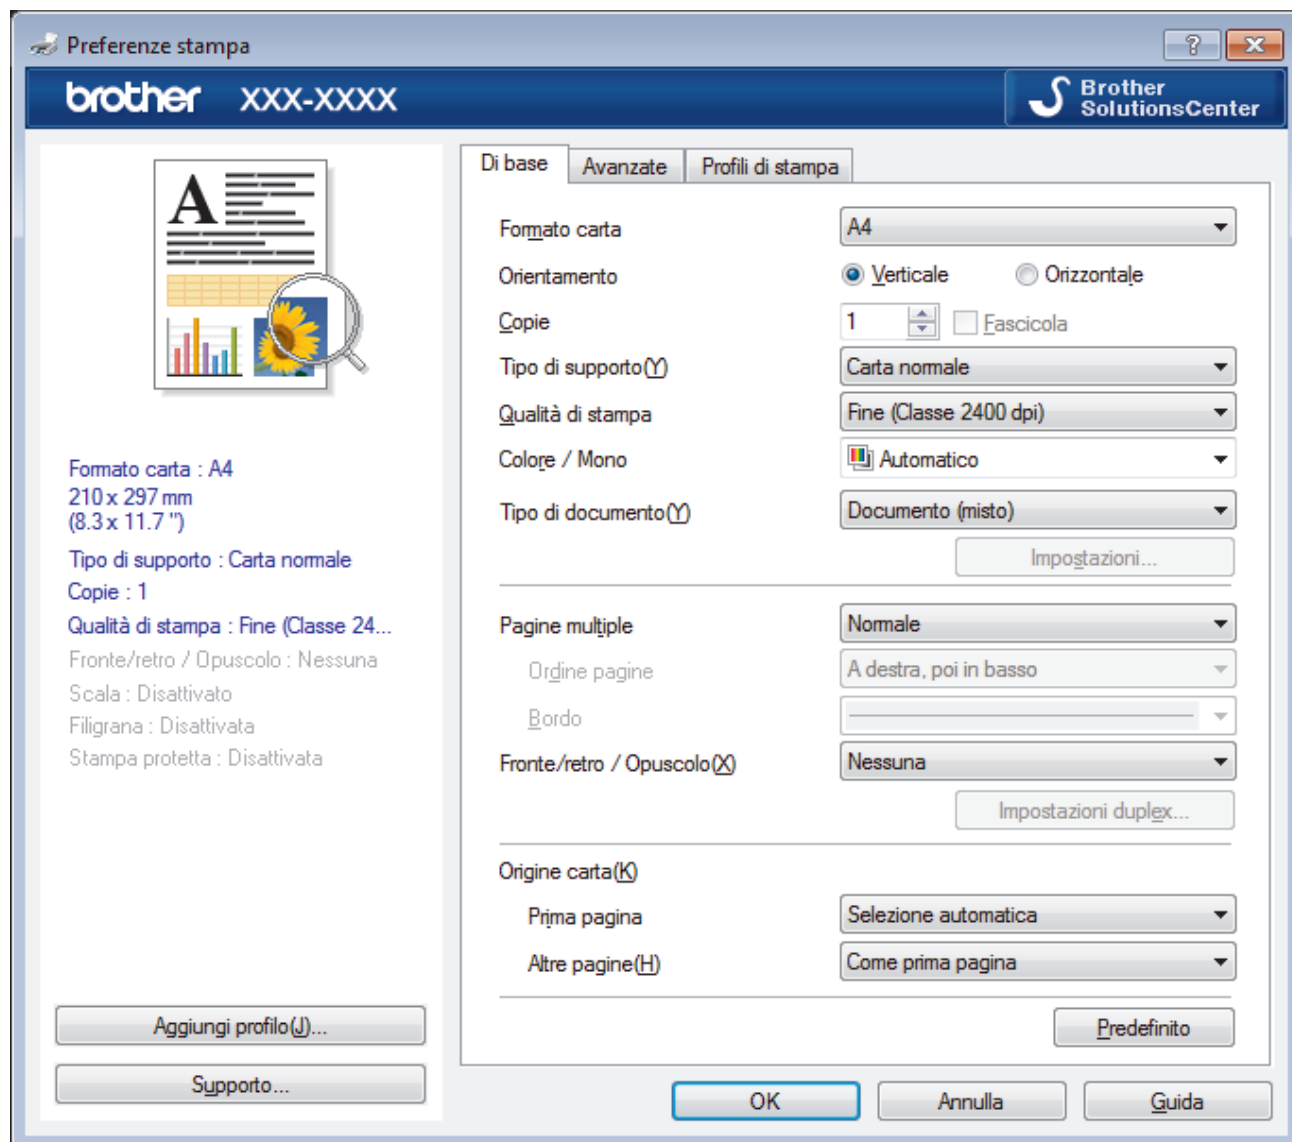 Preferenze stampa
?
brother XXX-XXXX
Brother
SolutionsCenter
A
Formato carta : A4
210 x 297 mm
(8.3 x 11.7 ")
Tipo di supporto : Carta normale
Copie : 1
Qualità di stampa : Fine (Classe 24...
Fronte/retro / Opuscolo : Nessuna
Scala : Disattivato
Filigrana : Disattivata
Stampa protetta : Disattivata
Aggiungi profilo(J)...
Supporto...
Di base Avanzate Profili di stampa
Formato carta A4
Orientamento Verticale Orizzontale
Copie 1 Fascicola
Tipo di supporto(Y) Carta normale
Qualità di stampa Fine (Classe 2400 dpi)
Colore / Mono Automatico
Tipo di documento(Y) Documento (misto)
Impostazioni...
Pagine multiple Normale
Ordine pagine A destra, poi in basso
Bordo
Fronte/retro / Opuscolo(X) Nessuna
Impostazioni duplex...
Origine carta(K)
Prima pagina Selezione automatica
Altre pagine(H) Come prima pagina
Predefinito
OK Annulla Guida